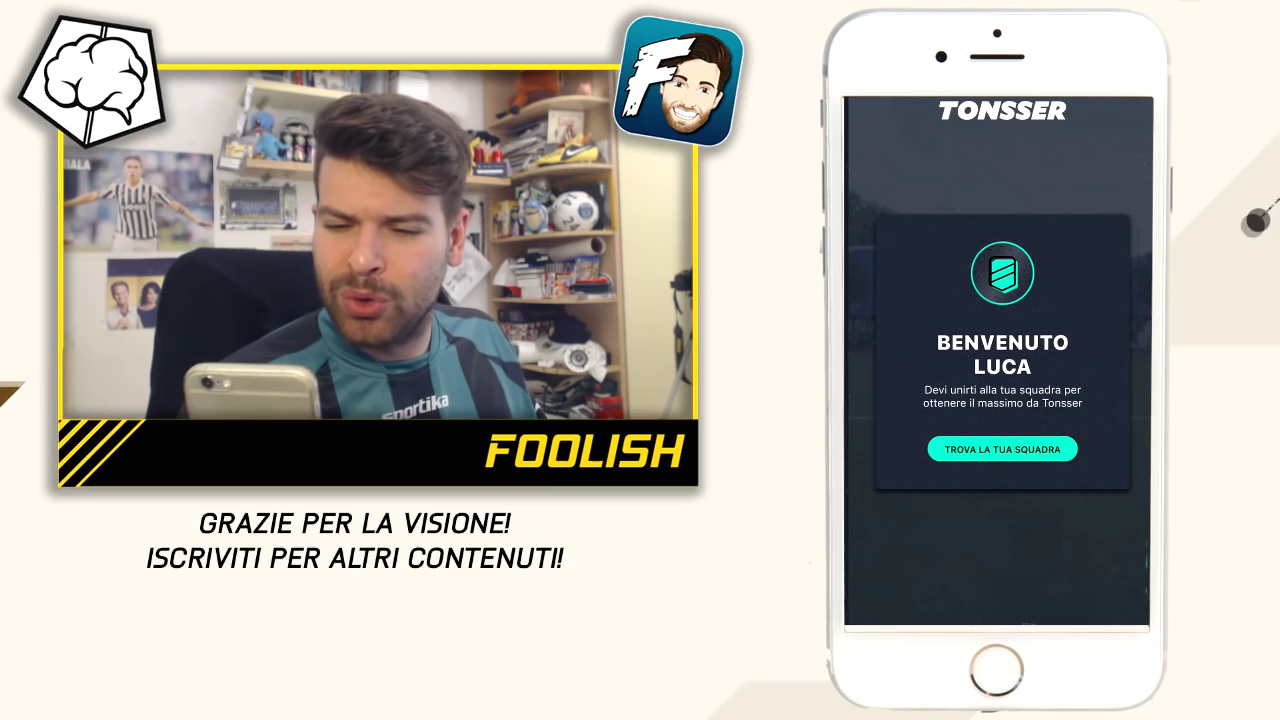 BALA
F
sportika
FOOLISH
GRAZIE PER LA VISIONE!
ISCRIVITI PER ALTRI CONTENUTI!
TONSSER
BENVENUTO
LUCA
Devi unirti alla tua squadra per
ottenere il massimo da Tonsser
TROVA LA TUA SQUADRA